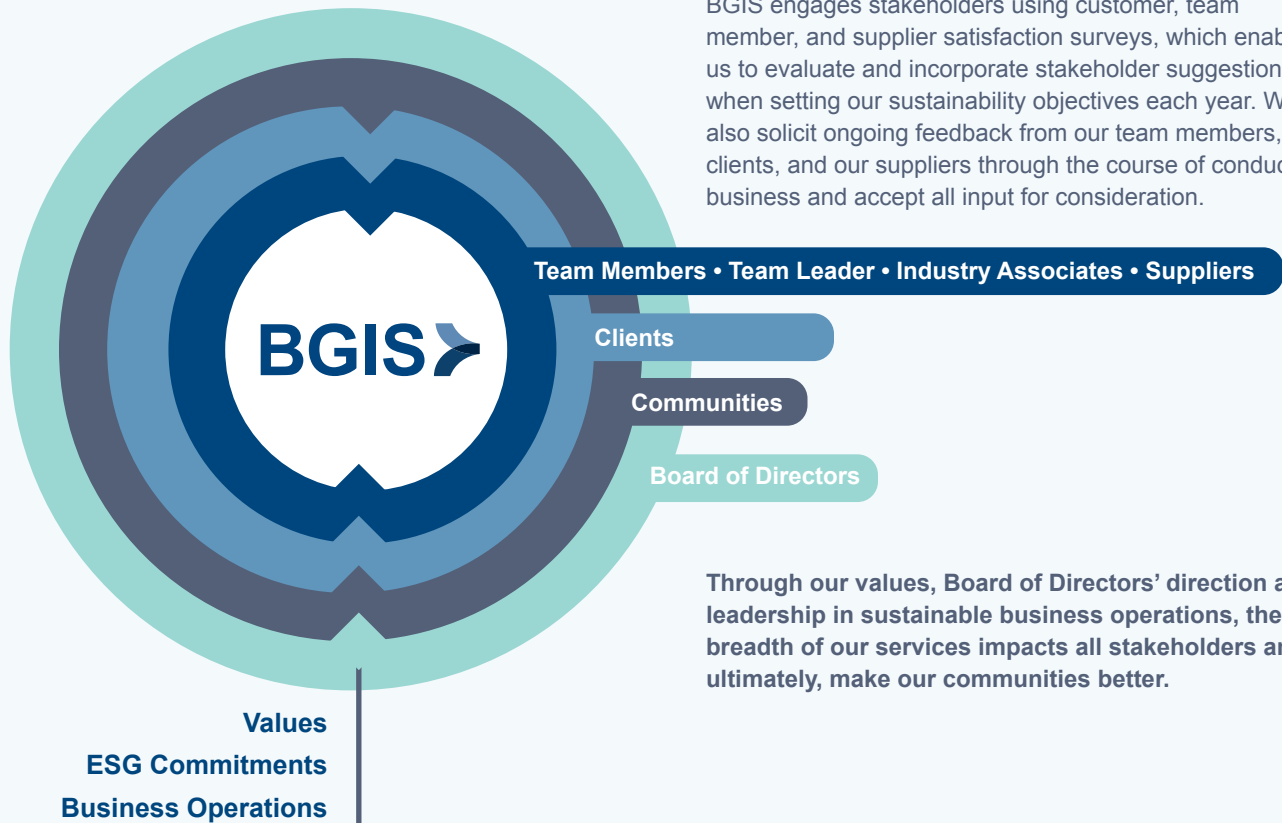 BGIS engages stakeholders using customer, team
member, and supplier satisfaction surveys, which
us to evaluate and incorporate stakeholder
when setting our sustainability objectives each year.
also solicit ongoing feedback from our team members,
clients, and our suppliers through the course of
business and accept all input for consideration.
Team Members • Team Leader • Industry Associates • Suppliers
Clients
BGIS
Communities
Board of Directors
Through our values, Board of Directors’ direction
leadership in sustainable business operations, the
breadth of our services impacts all stakeholders
ultimately, make our communities better.
Values
ESG Commitments
Business Operations